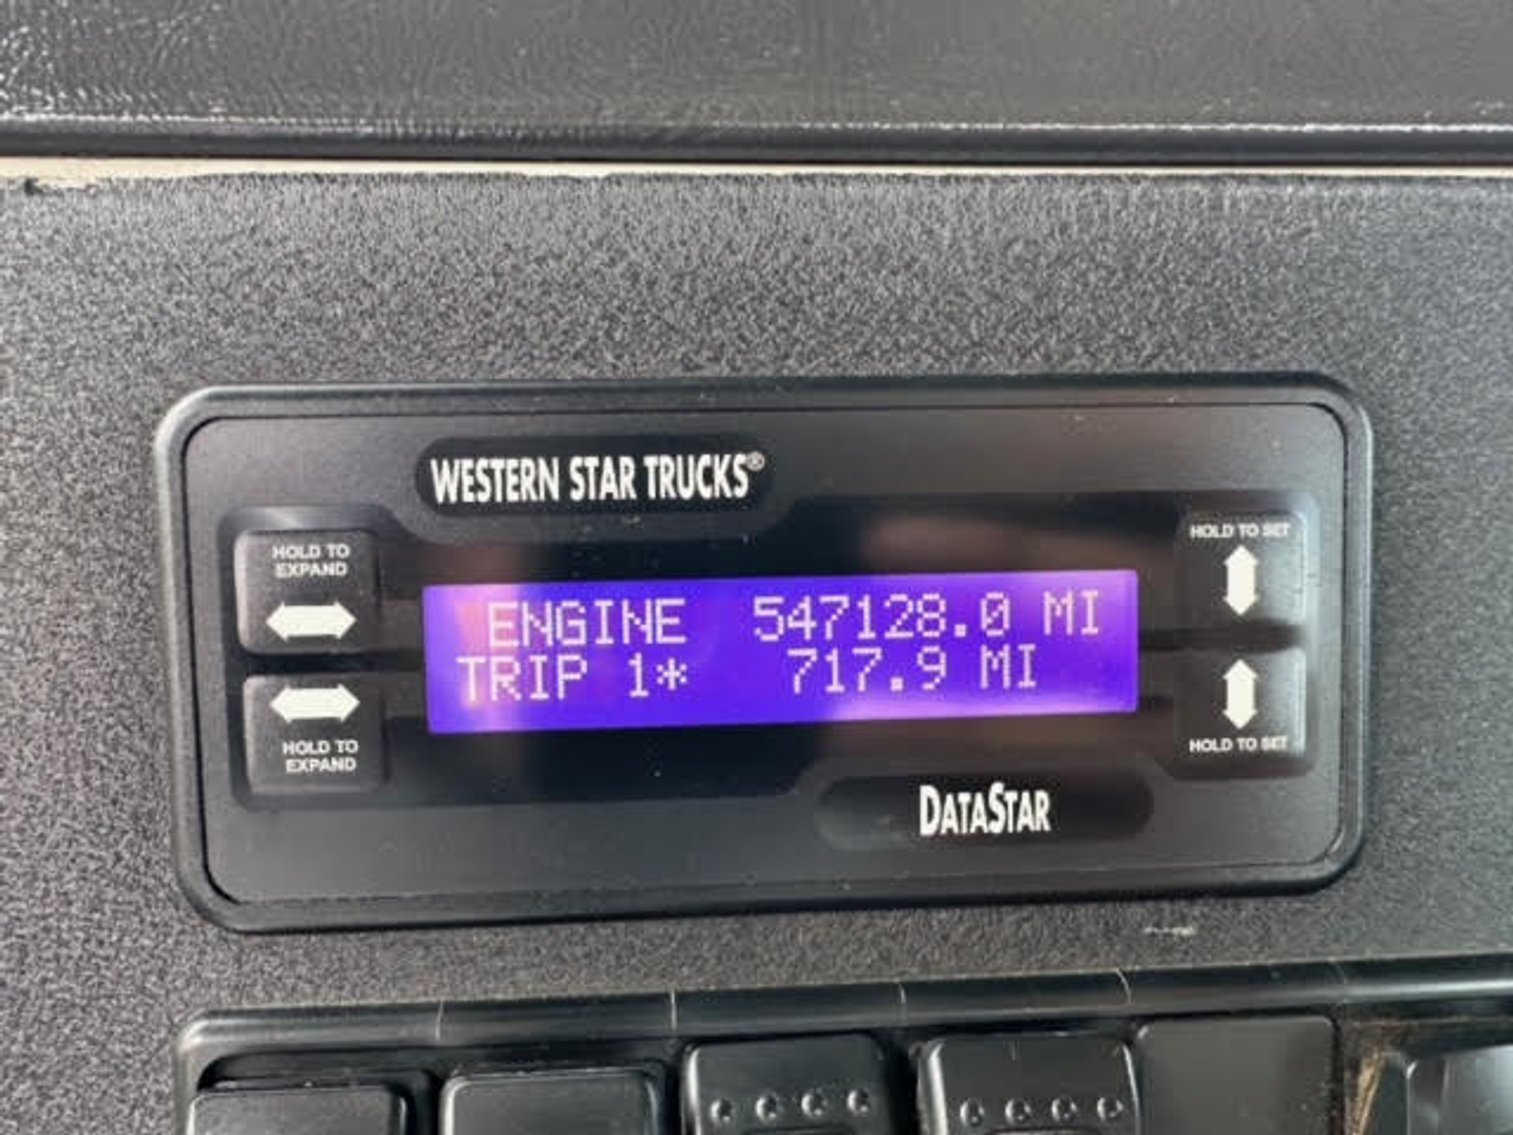 WESTERN STAR TRUCKS®
HOLD TO
EXPAND
HOLD TO SET
ENGINE 547128.0 MI
TRIP 1* 717.9 MI
HOLD TO
EXPAND
HOLD TO SET
DATASTAR